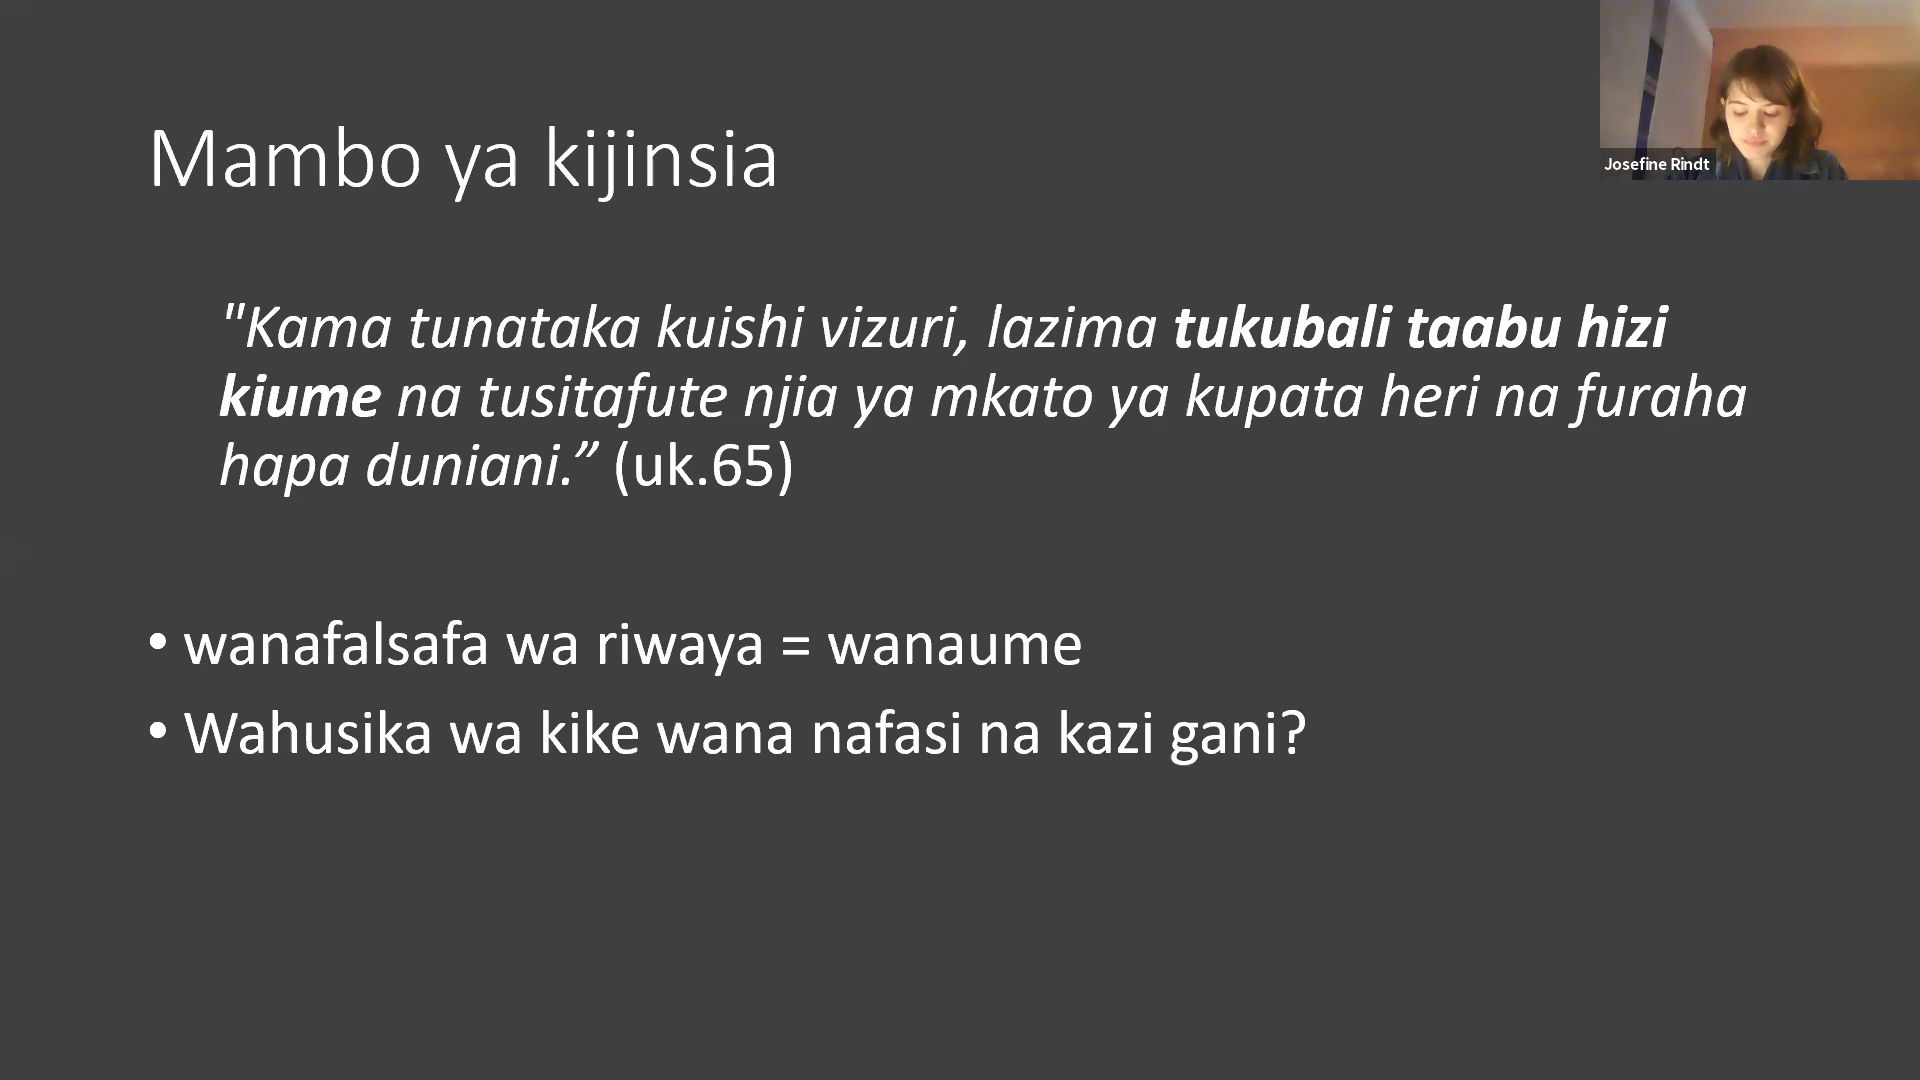 Mambo ya kijinsia
Josefine Rindt
"Kama tunataka kuishi vizuri, lazima tukubali taabu hizi
kiume na tusitafute njia ya mkato ya kupata heri na furaha
hapa duniani.” (uk.65)
• wanafalsafa wa riwaya = wanaume
• Wahusika wa kike wana nafasi na kazi gani?